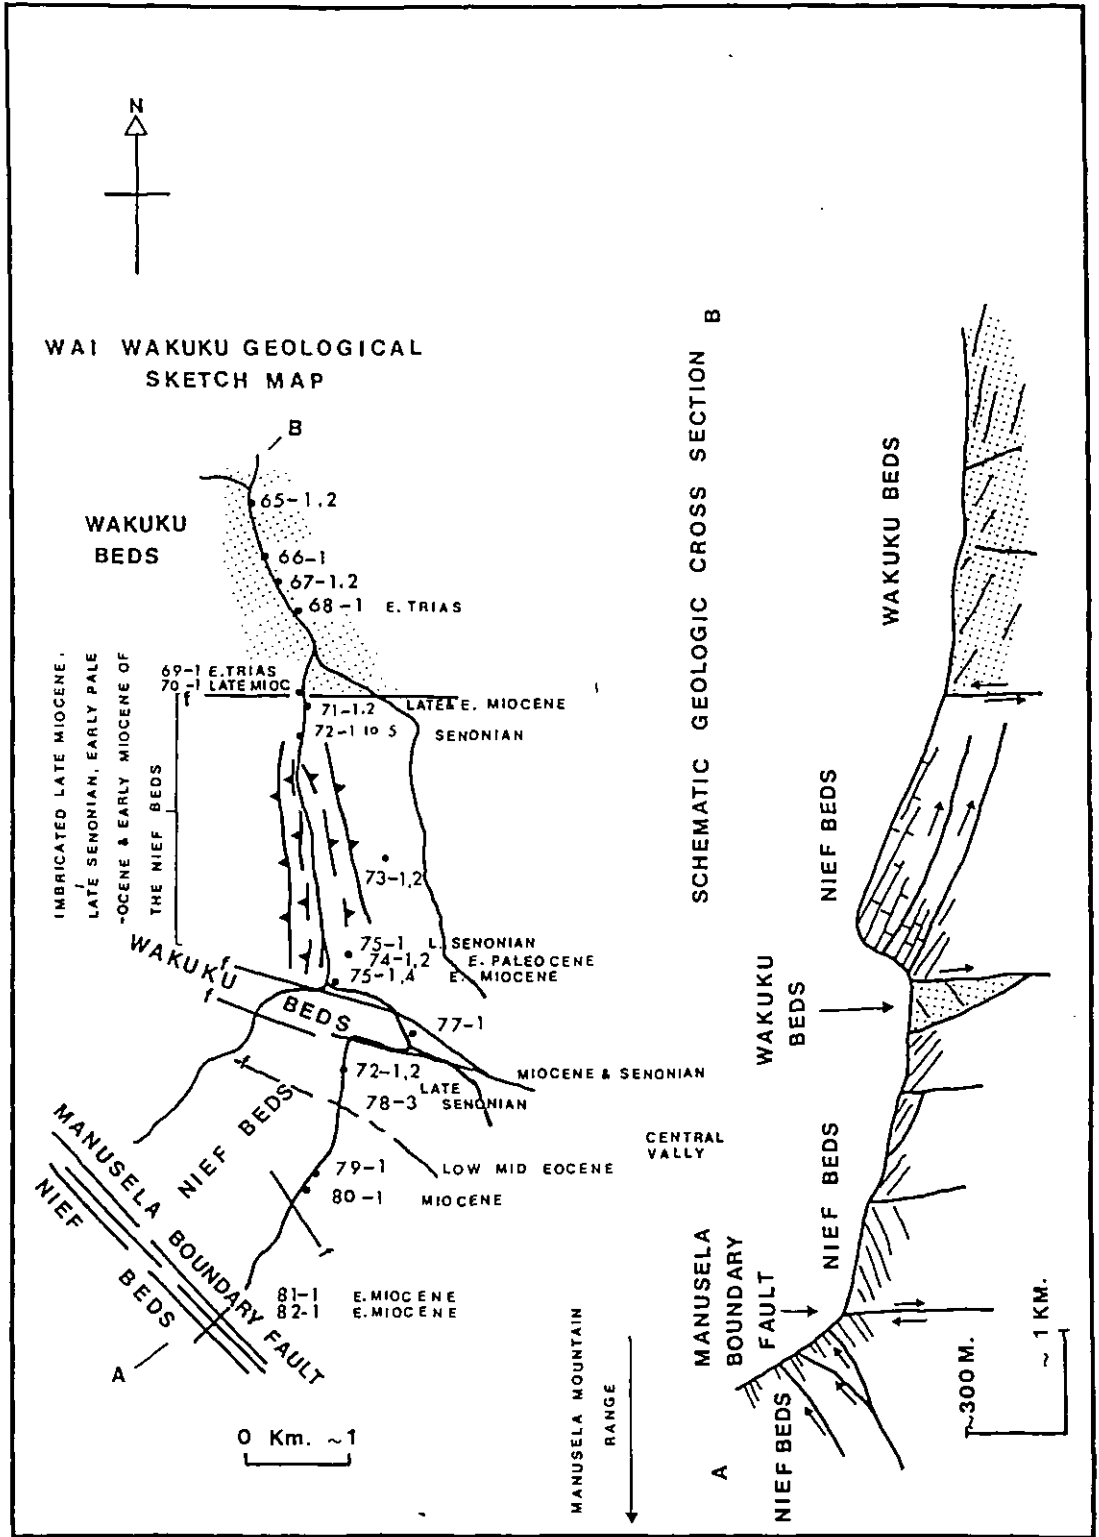 N
WAI WAKUKU GEOLOGICAL
SKETCH MAP
B
65-1,2
WAKUKU
BEDS
66-1
67-1,2
68-1 E. TRIAS
69-1 E. TRIAS
70-1 LATE MIOC
f
71-1,2 LATE & E. MIOCENE
72-1 to 5 SENONIAN
IMBRICATED LATE MIOCENE,
LATE SENONIAN, EARLY PALE
-OCENE & EARLY MIOCENE OF
THE NIEF BEDS
73-1,2
75-1 L. SENONIAN
74-1,2 E. PALEOCENE
75-1,4 E. MIOCENE
WAKUKU
BEDS
f
f
77-1
MIOCENE & SENONIAN
72-1,2
LATE
78-3 SENONIAN
f
NIEF BEDS
LOW MID EOCENE
79-1
80-1 MIOCENE
f
MANUSELA BOUNDARY FAULT
NIEF
BEDS
81-1 E. MIOCENE
82-1 E. MIOCENE
A
0 Km. ~1
SCHEMATIC GEOLOGIC CROSS SECTION
B
WAKUKU BEDS
NIEF BEDS
WAKUKU
BEDS
CENTRAL
VALLY
NIEF BEDS
MANUSELA
BOUNDARY
FAULT
NIEF BEDS
A
MANUSELA MOUNTAIN
RANGE
~300 M.
~ 1 KM.